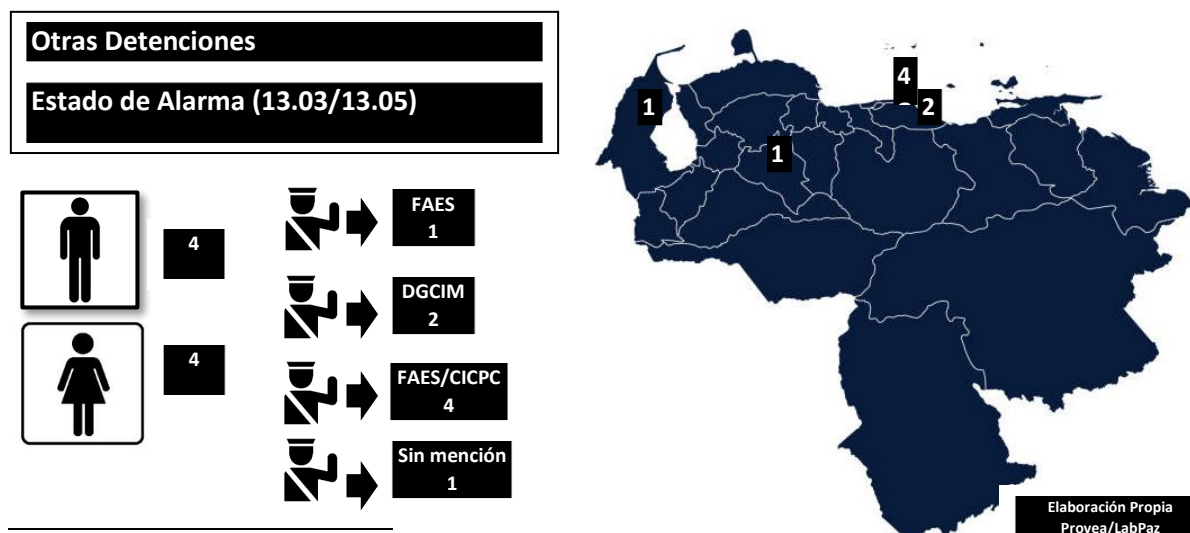 Otras Detenciones
Estado de Alarma (13.03/13.05)
4
4
FAES
1
DGCIM
2
FAES/CICPC
4
Sin mención
1
1
4
2
1
Elaboración Propia
Provea/LabPaz